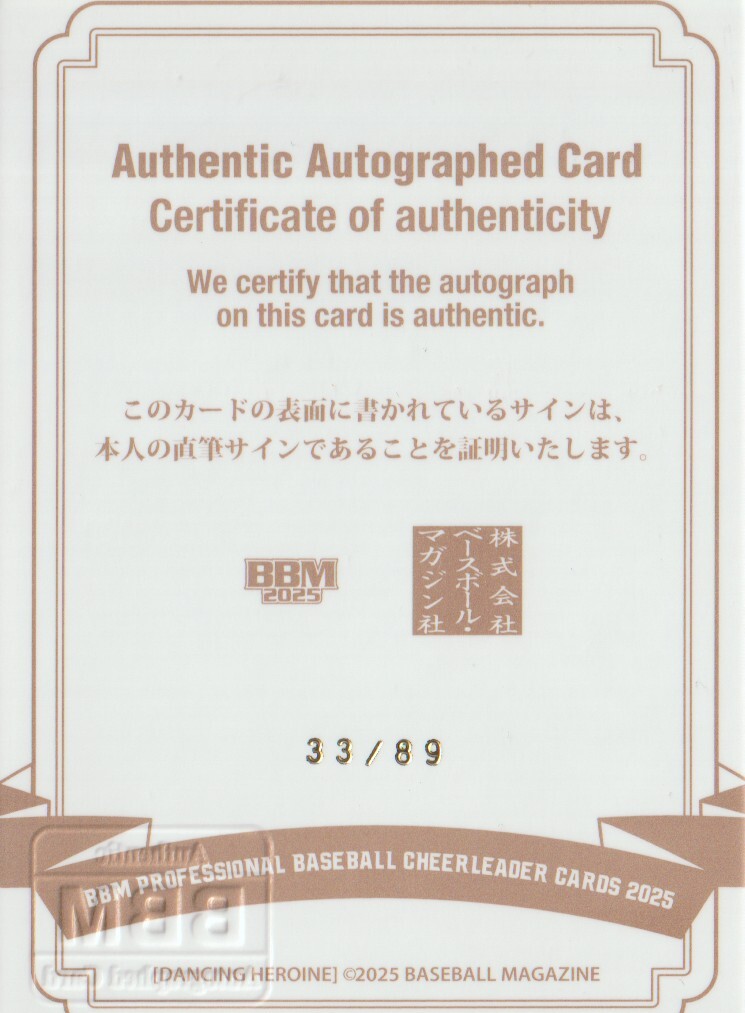 Authentic Autographed Card
Certificate of authenticity
We certify that the autograph
on this card is authentic.
このカードの表面に書かれているサインは、
本人の直筆サインであることを証明いたします。
BBM
2025
株式会社
ベースボール・
マガジン社
33/89
BBM PROFESSIONAL BASEBALL CHEERLEADER CARDS 2025
Authentic
BBM
Autographed Card
[DANCING HEROINE] ©2025 BASEBALL MAGAZINE